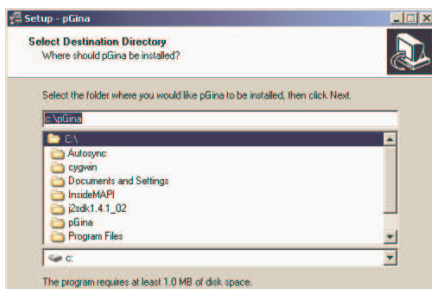 Setup - pGina
Select Destination Directory
Where should pGina be installed?
Select the folder where you would like pGina to be installed, then click Next.
c:\pGina
C:\
Autosync
cygwin
Documents and Settings
InsideMAPI
j2sdk1.4.1_02
pGina
Program Files
c:
The program requires at least 1.0 MB of disk space.